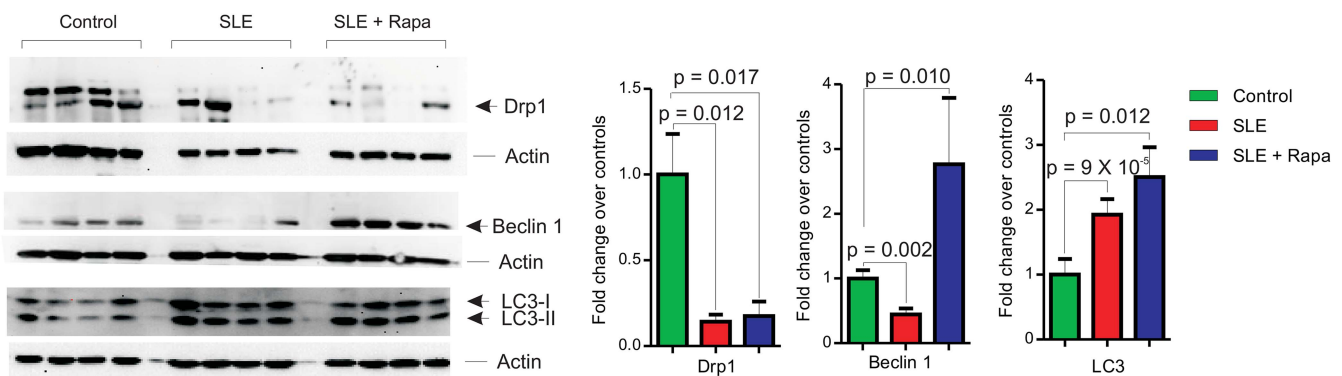 Control SLE SLE + Rapa
Drp1
Actin
Beclin 1
Actin
LC3-I
LC3-II
Actin
Fold change over controls
1.5
1.0
0.5
0.0
p = 0.017
p = 0.012
Drp1
Fold change over controls
4
3
2
1
0
p = 0.010
p = 0.002
Beclin 1
Fold change over controls
4
3
2
1
0
p = 0.012
p = 9 X 10-5
LC3
Control
SLE
SLE + Rapa